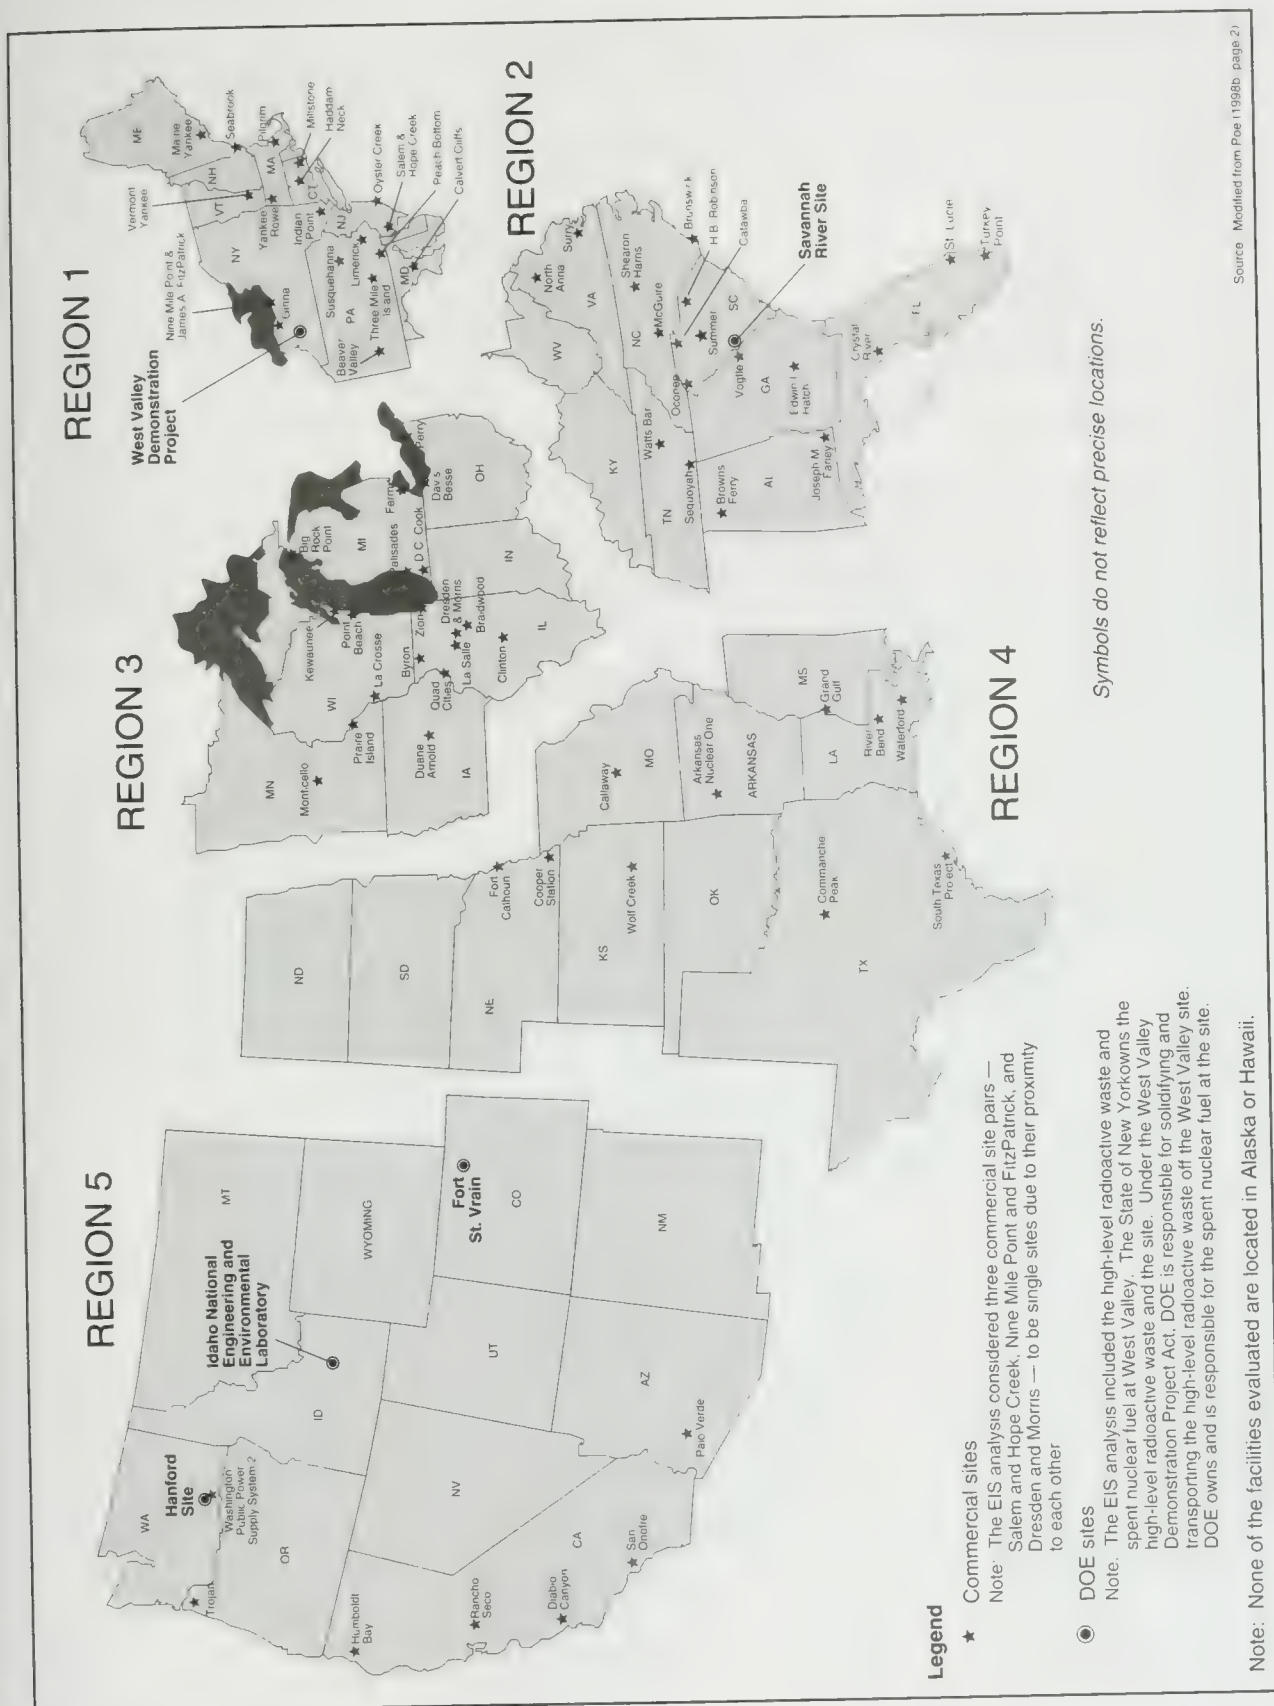 REGION 1
Nine Mile Point &
James A. FitzPatrick
Vermont
Yankee
ME
Maine
Yankee
Seabrook
NH
VT
Pilgrim
MA
Millstone
Haddam
Neck
CT
Yankee
Rowe
NY
Indian
Point
NJ
Oyster Creek
Salem &
Hope Creek
Peach Bottom
Calvert Cliffs
Ginna
Susquehanna
Limerick
PA
Three Mile
Island
MD
Beaver
Valley
West Valley
Demonstration
Project
REGION 2
Surry
North
Anna
VA
WV
Shearon
Harris
Brunswick
H.B. Robinson
Catawba
NC
McGuire
SC
Summer
Savannah
River Site
KY
Watts Bar
Oconee
Vogtle
GA
TN
Sequoyah
Edwin I
Hatch
Browns
Ferry
AL
Joseph M.
Farley
Crystal
River
FL
St Lucie
Turkey
Point
REGION 3
Big
Rock
Point
MI
Fermi
Perry
Davis
Besse
OH
Palisades
D C Cook
IN
Kewaunee
Point
Beach
WI
La Crosse
Byron
Zion
Dresden
& Morris
Braidwood
La Salle
Quad
Cities
Clinton
IL
MN
Monticello
Prairie
Island
Duane
Arnold
IA
REGION 4
ND
SD
NE
Fort
Calhoun
Cooper
Station
KS
Wolf Creek
Callaway
MO
Arkansas
Nuclear One
ARKANSAS
OK
MS
Grand
Gulf
LA
River
Bend
Waterford
Commanche
Peak
TX
South Texas
Project
REGION 5
WA
Hanford
Site
Washington
Public Power
Supply System 2
Trojan
OR
Idaho National
Engineering and
Environmental
Laboratory
MT
ID
WYOMING
Fort
St. Vrain
CO
UT
NV
Humboldt
Bay
Rancho
Seco
Diablo
Canyon
CA
San
Onofre
AZ
Palo Verde
NM
Symbols do not reflect precise locations.
Legend
Commercial sites
Note: The EIS analysis considered three commercial site pairs —
Salem and Hope Creek, Nine Mile Point and FitzPatrick, and
Dresden and Morris — to be single sites due to their proximity
to each other
DOE sites
Note. The EIS analysis included the high-level radioactive waste and
spent nuclear fuel at West Valley. The State of New Yorkowns the
high-level radioactive waste and the site. Under the West Valley
Demonstration Project Act, DOE is responsible for solidifying and
transporting the high-level radioactive waste off the West Valley site.
DOE owns and is responsible for the spent nuclear fuel at the site.
Note: None of the facilities evaluated are located in Alaska or Hawaii.
Source Modified from Poe (1998b page 2)